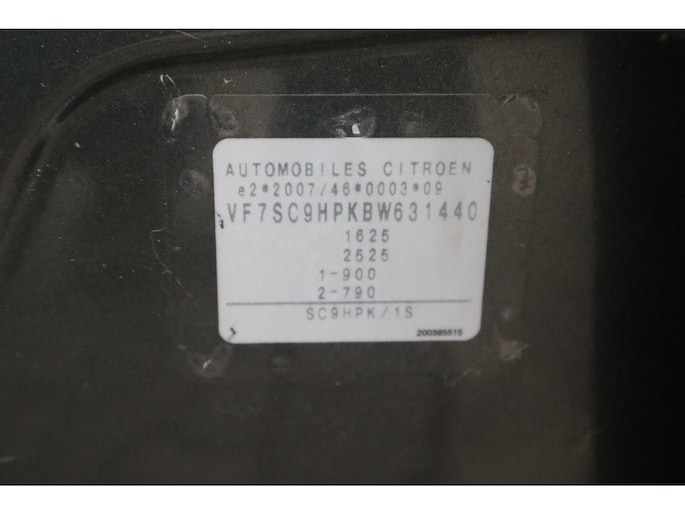 AUTOMOBILES CITROEN
e2*2007/46*0003*09
VF7SC9HPKBW631440
1625
2525
1-900
2-790
SC9HPK/1S
200385515